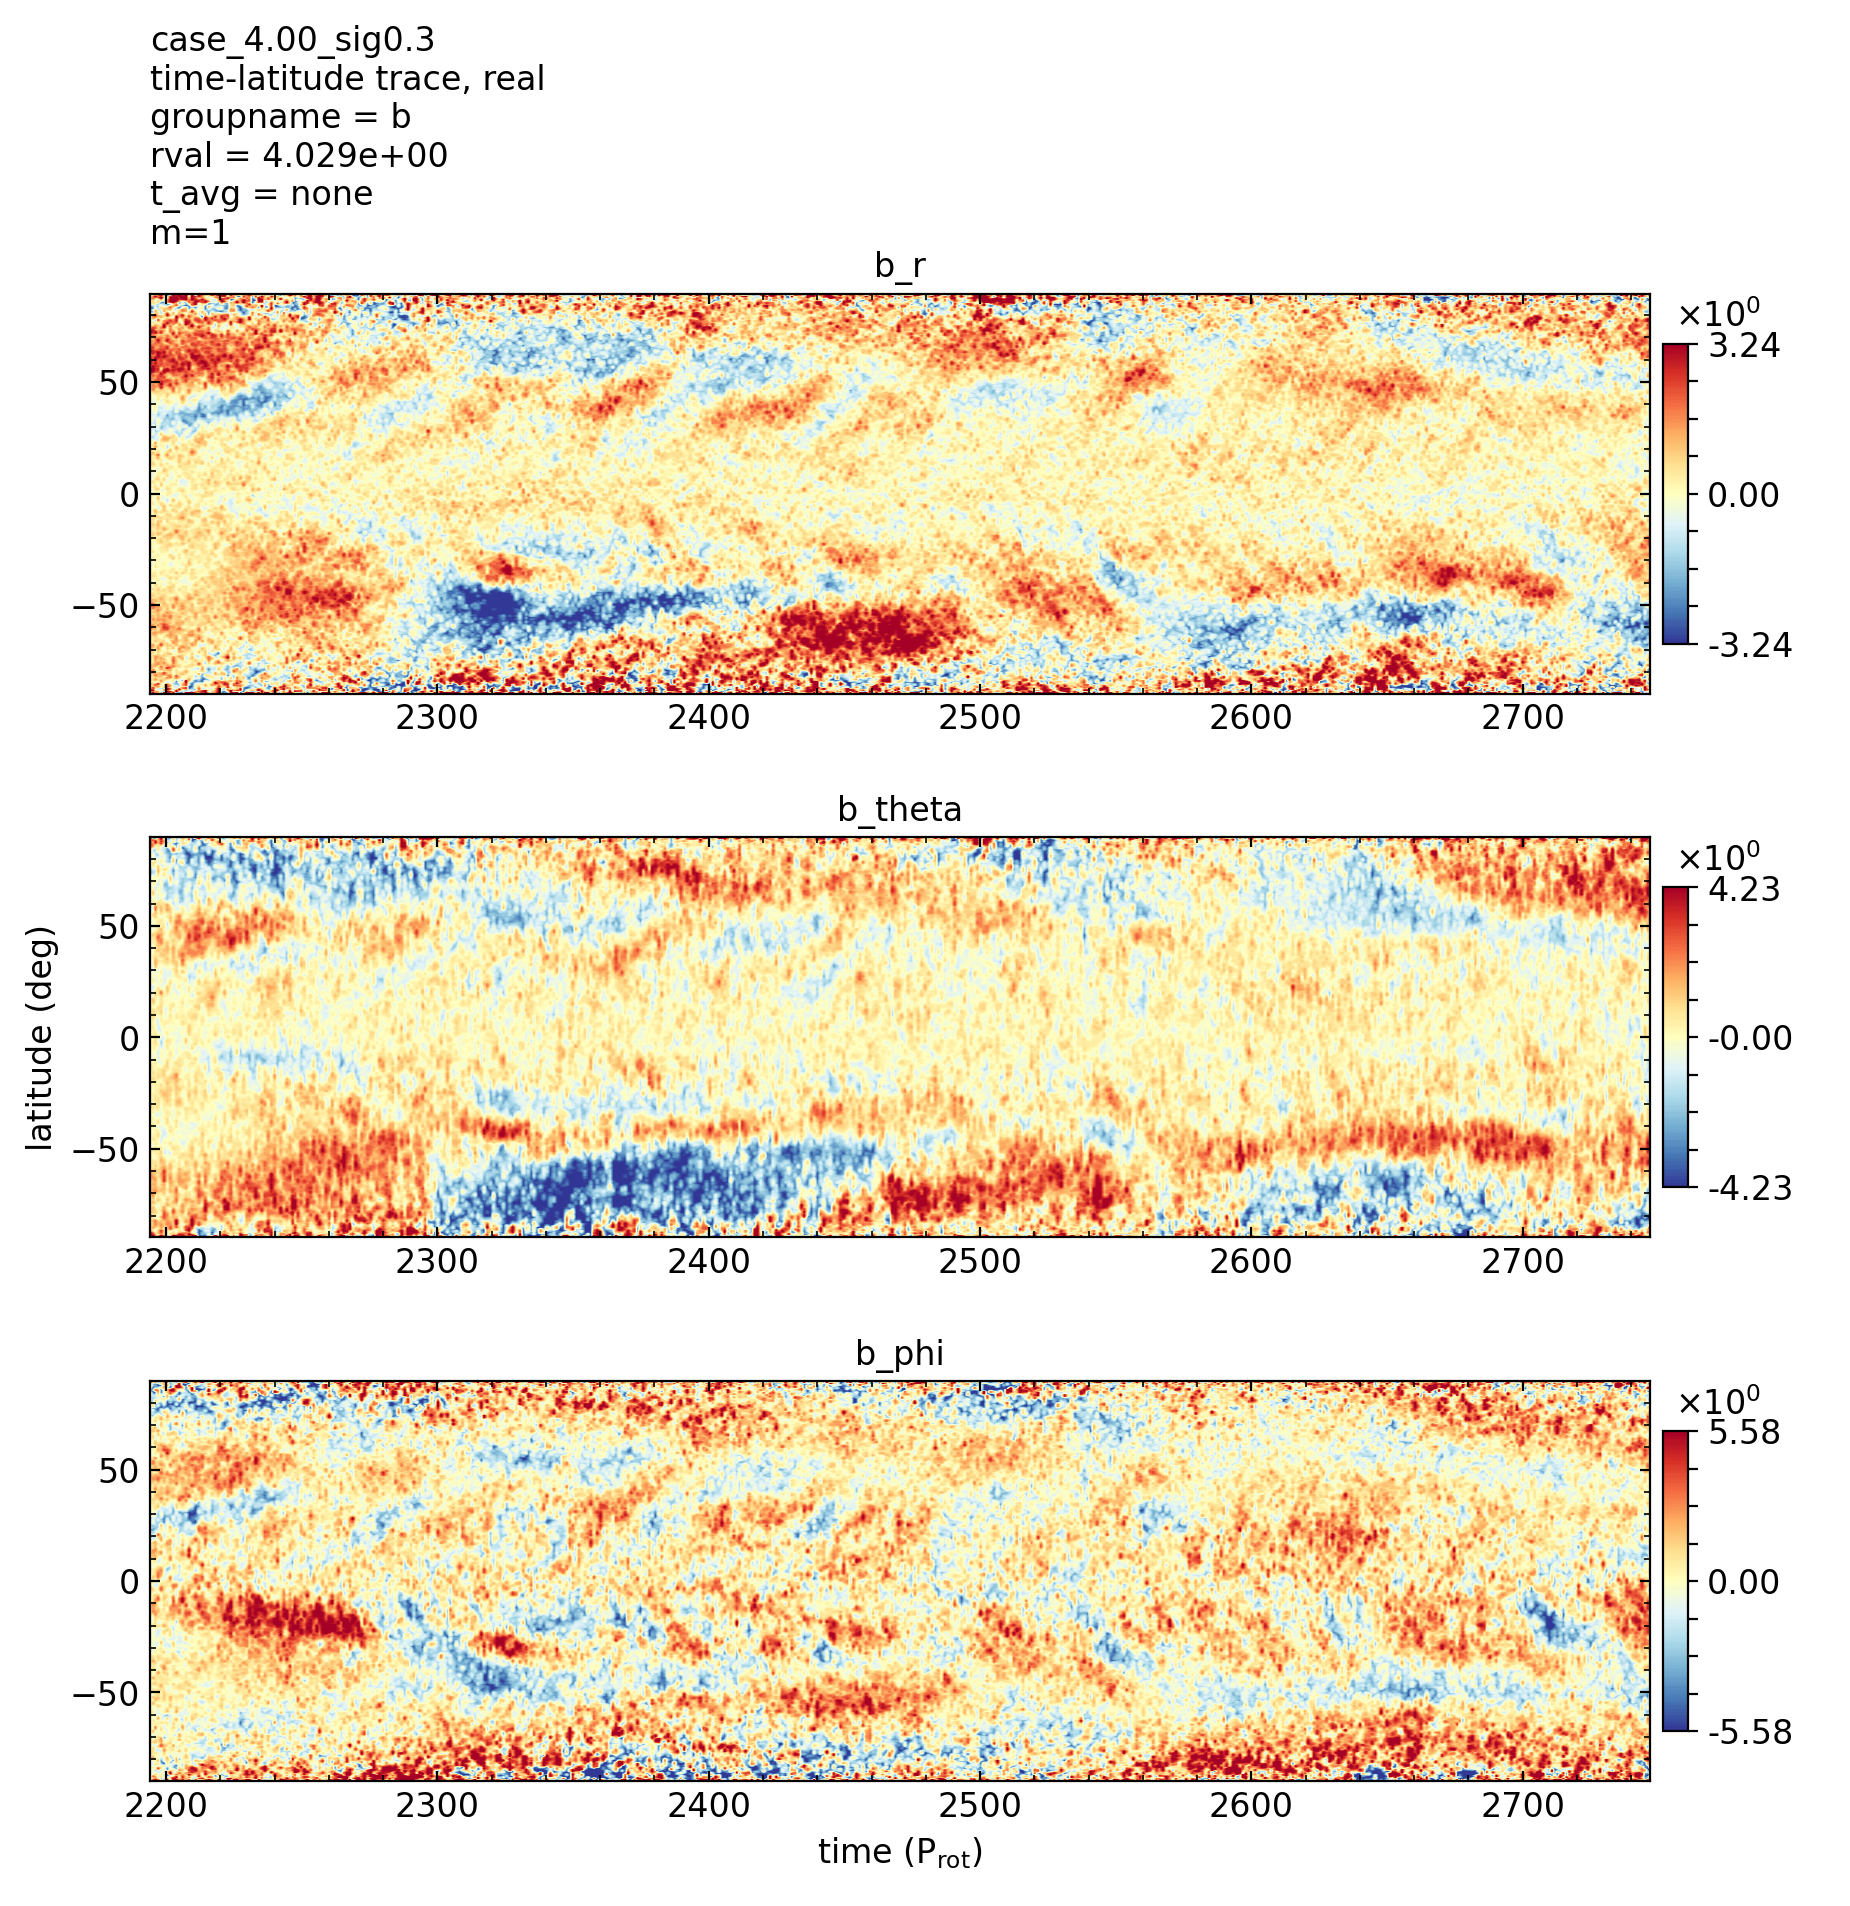 case_4.00_sig0.3
time-latitude trace, real
groupname = b
rval = 4.029e+00
t_avg = none
m=1
b_r
×10⁰
3.24
0.00
-3.24
50
0
−50
2200 2300 2400 2500 2600 2700
b_theta
×10⁰
4.23
-0.00
-4.23
50
0
−50
latitude (deg)
2200 2300 2400 2500 2600 2700
b_phi
×10⁰
5.58
0.00
-5.58
50
0
−50
2200 2300 2400 2500 2600 2700
time (P_rot)